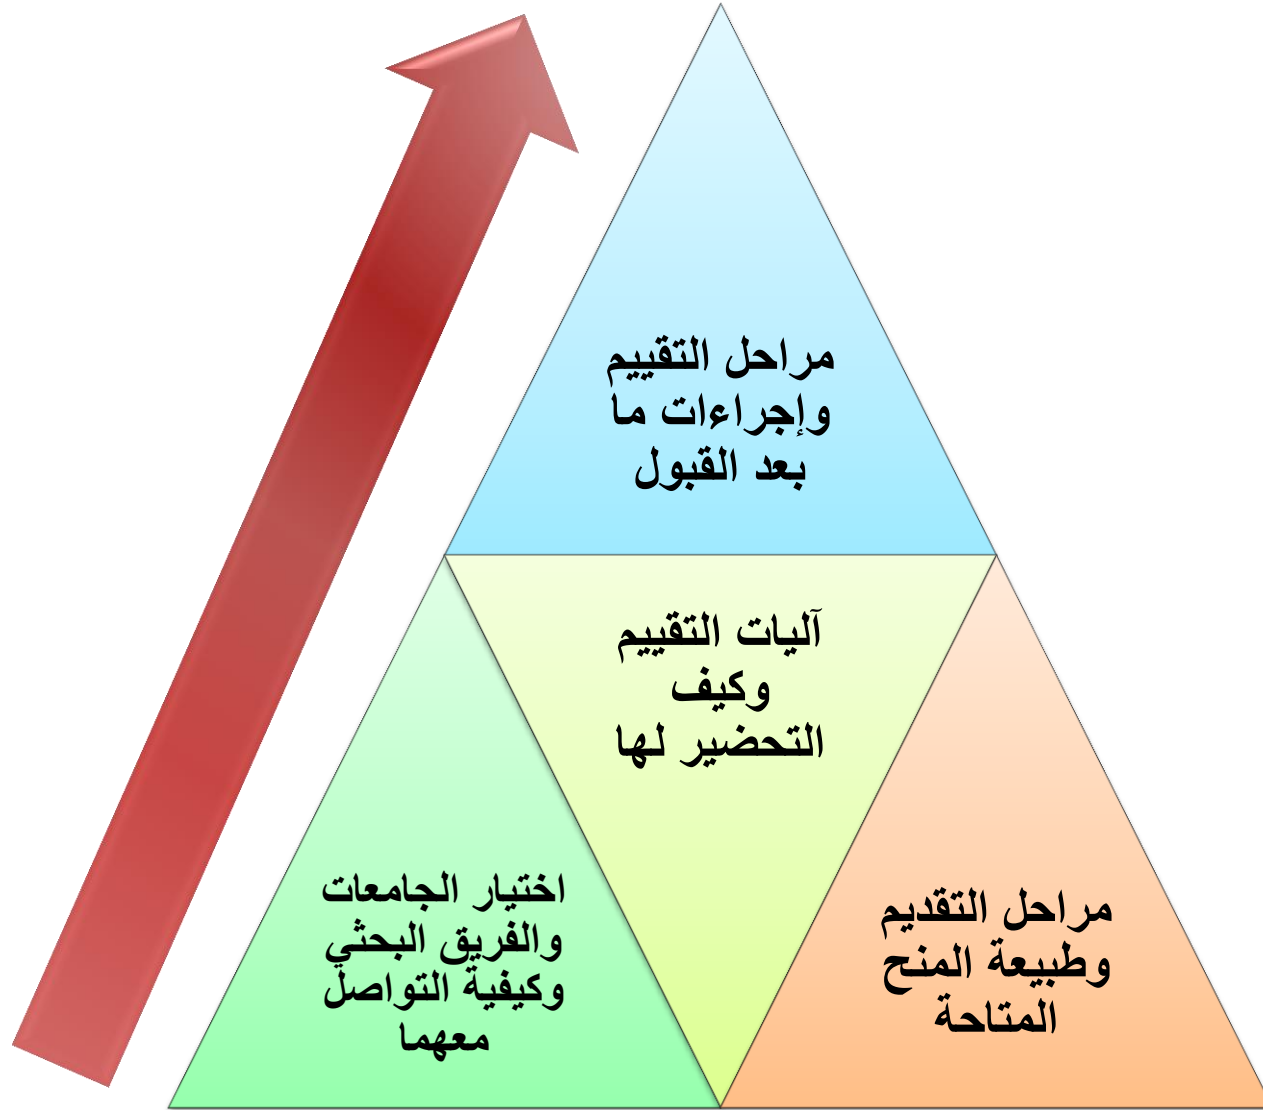 مراحل التقييم
وإجراءات ما
بعد القبول
آليات التقييم
وكيف
التحضير لها
مراحل التقديم
وطبيعة المنح
المتاحة
اختيار الجامعات
والفريق البحثي
وكيفية التواصل
معهما